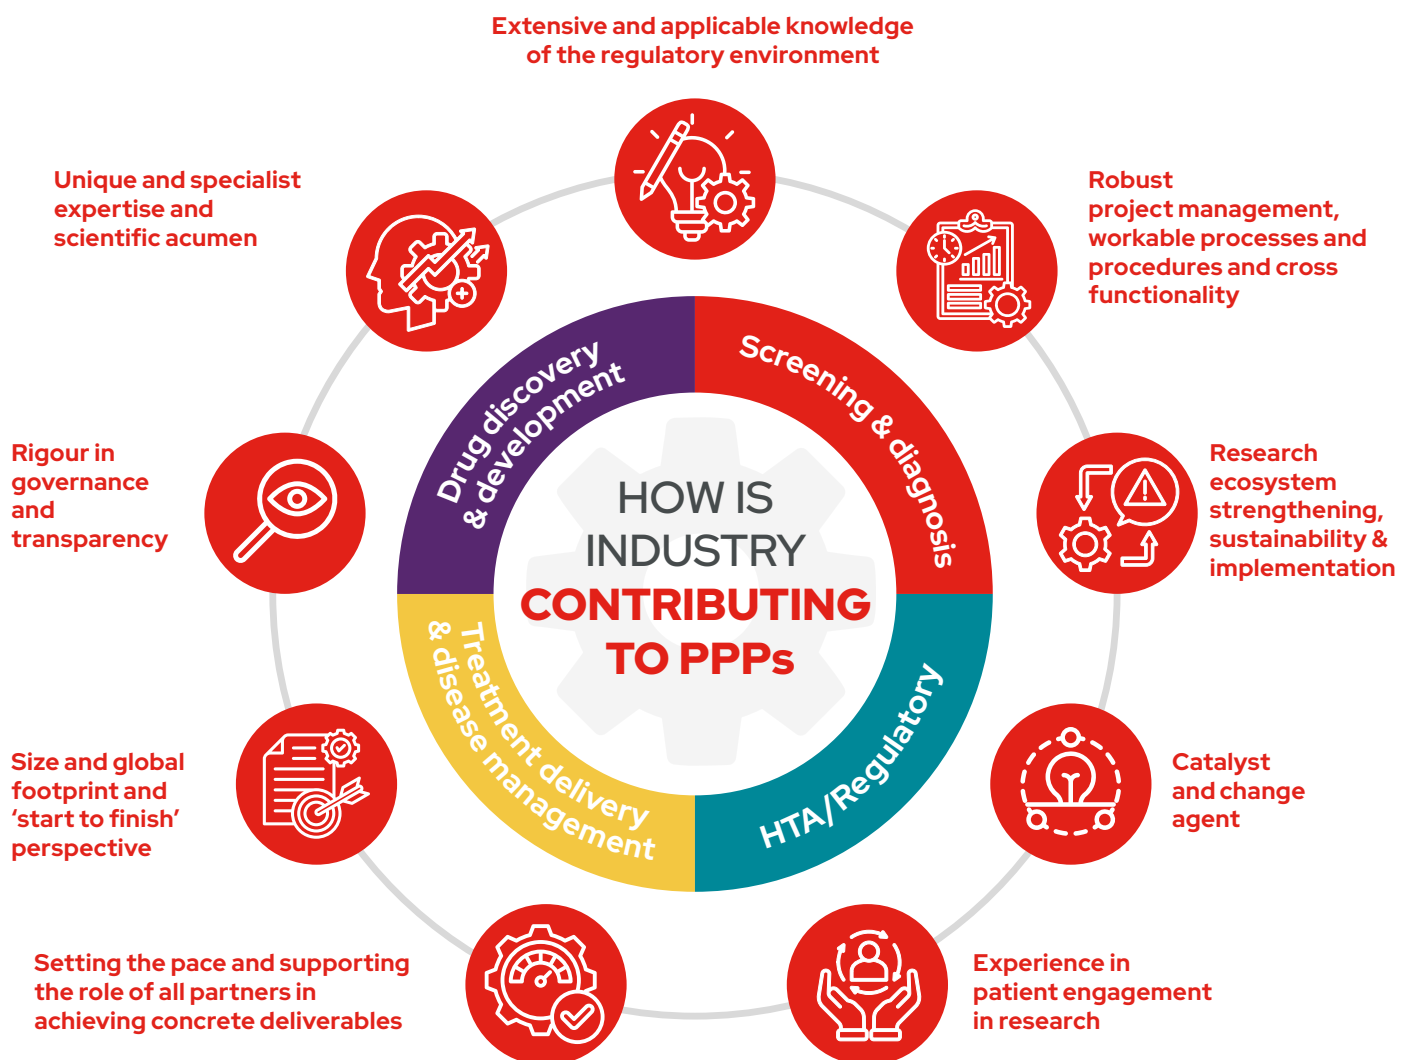 Extensive and applicable knowledge
of the regulatory environment
Unique and specialist
expertise and
scientific acumen
Robust
project management,
workable processes and
procedures and cross
functionality
Drug discovery
& development
Screening & diagnosis
Rigour in
governance
and
transparency
HOW IS
INDUSTRY
CONTRIBUTING
TO PPPs
Research
ecosystem
strengthening,
sustainability &
implementation
Treatment delivery
& disease management
HTA/Regulatory
Size and global
footprint and
‘start to finish’
perspective
Catalyst
and change
agent
Setting the pace and supporting
the role of all partners in
achieving concrete deliverables
Experience in
patient engagement
in research